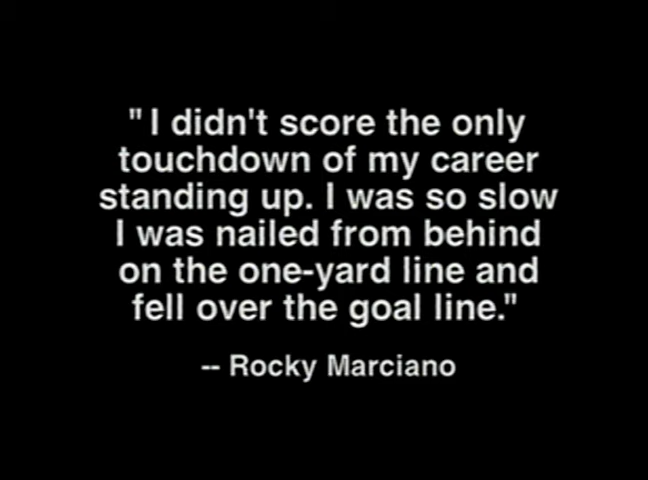 "I didn't score the only
touchdown of my career
standing up. I was so slow
I was nailed from behind
on the one-yard line and
fell over the goal line."
-- Rocky Marciano